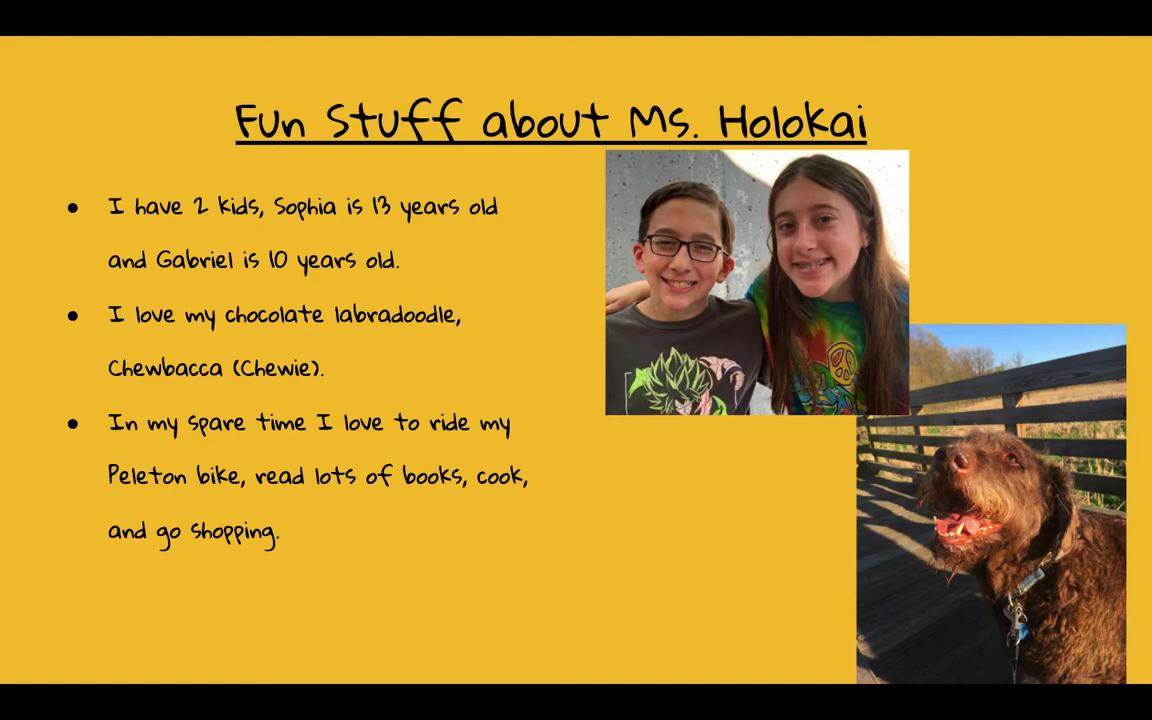 Fun Stuff about Ms. Holokai
● I have 2 kids, Sophia is 13 years old
and Gabriel is 10 years old.
● I love my chocolate labradoodle,
Chewbacca (Chewie).
● In my spare time I love to ride my
Peleton bike, read lots of books, cook,
and go shopping.